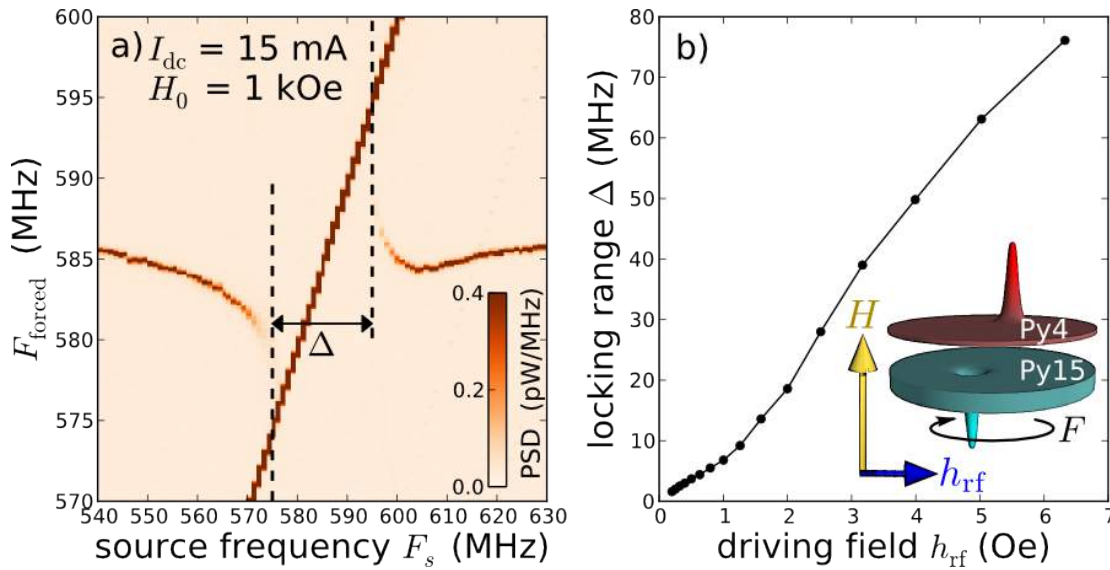 a) I_dc = 15 mA
H_0 = 1 kOe
F_forced (MHz)
600
595
590
585
580
575
570
Δ
0.4
0.2
0.0
PSD (pW/MHz)
540 550 560 570 580 590 600 610 620 630
source frequency F_s (MHz)
b)
locking range Δ (MHz)
80
70
60
50
40
30
20
10
0
H
Py4
Py15
F
h_rf
0 1 2 3 4 5 6 7
driving field h_rf (Oe)